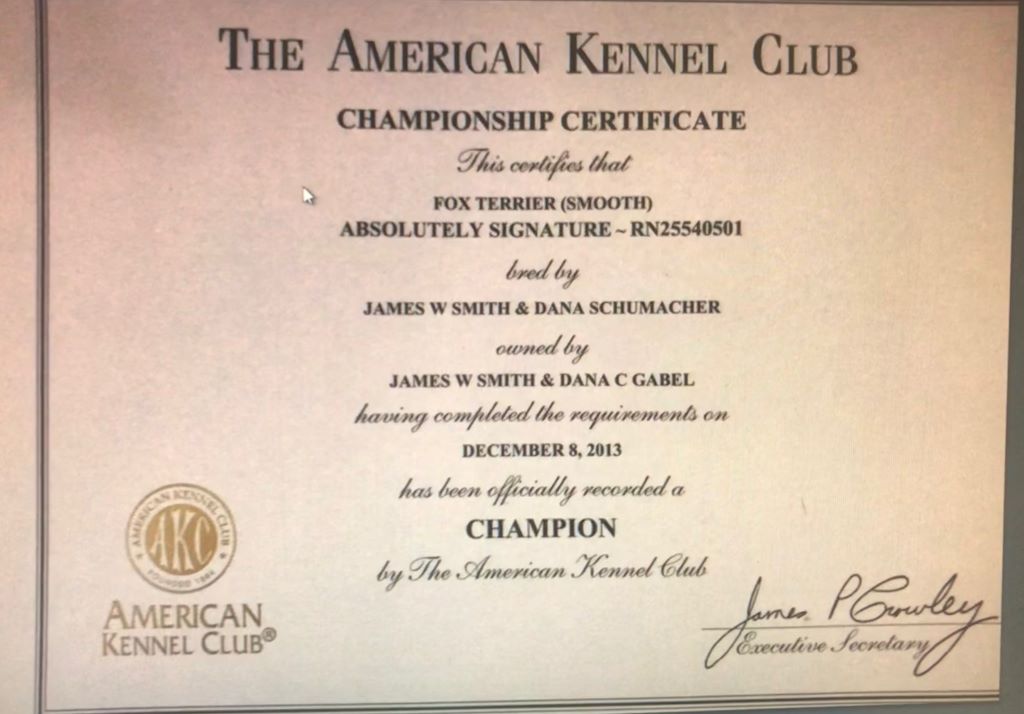 THE AMERICAN KENNEL CLUB
CHAMPIONSHIP CERTIFICATE
This certifies that
FOX TERRIER (SMOOTH)
ABSOLUTELY SIGNATURE ~ RN25540501
bred by
JAMES W SMITH & DANA SCHUMACHER
owned by
JAMES W SMITH & DANA C GABEL
having completed the requirements on
DECEMBER 8, 2013
has been officially recorded a
CHAMPION
by The American Kennel Club
AMERICAN KENNEL CLUB
AKC
FOUNDED 1884
AMERICAN
KENNEL CLUB®
James P Crowley
Executive Secretary